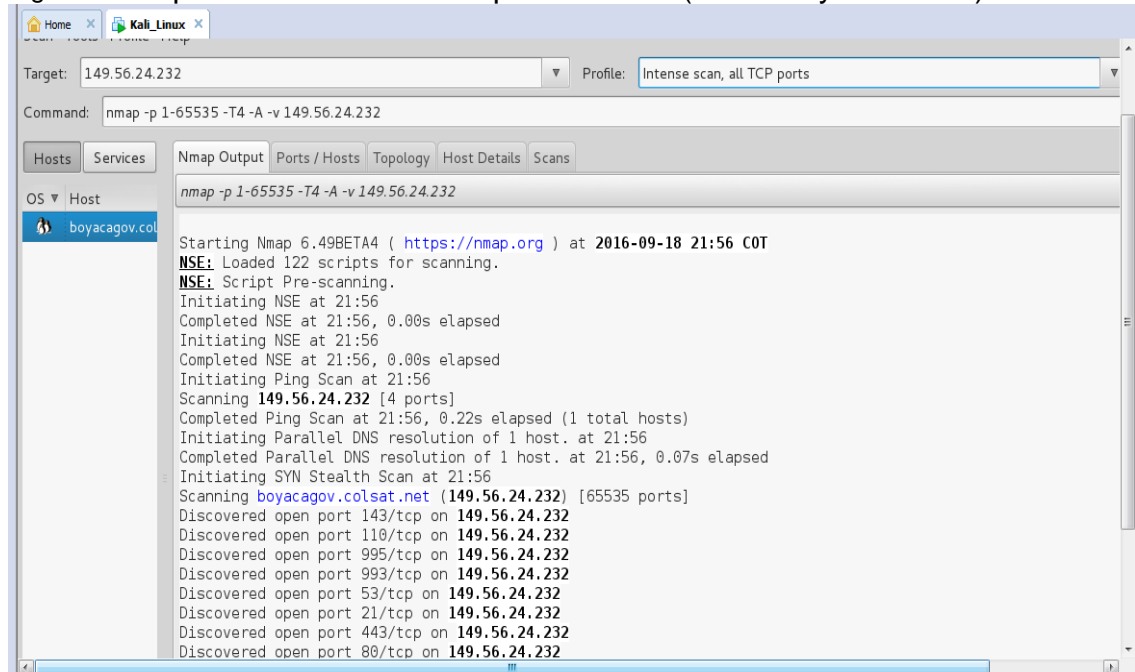 Home
Kali_Linux
Target: 149.56.24.232 Profile: Intense scan, all TCP ports
Command: nmap -p 1-65535 -T4 -A -v 149.56.24.232
Hosts Services Nmap Output Ports / Hosts Topology Host Details Scans
nmap -p 1-65535 -T4 -A -v 149.56.24.232
OS Host
boyacagov.col
Starting Nmap 6.49BETA4 ( https://nmap.org ) at 2016-09-18 21:56 COT
NSE: Loaded 122 scripts for scanning.
NSE: Script Pre-scanning.
Initiating NSE at 21:56
Completed NSE at 21:56, 0.00s elapsed
Initiating NSE at 21:56
Completed NSE at 21:56, 0.00s elapsed
Initiating Ping Scan at 21:56
Scanning 149.56.24.232 [4 ports]
Completed Ping Scan at 21:56, 0.22s elapsed (1 total hosts)
Initiating Parallel DNS resolution of 1 host. at 21:56
Completed Parallel DNS resolution of 1 host. at 21:56, 0.07s elapsed
Initiating SYN Stealth Scan at 21:56
Scanning boyacagov.colsat.net (149.56.24.232) [65535 ports]
Discovered open port 143/tcp on 149.56.24.232
Discovered open port 110/tcp on 149.56.24.232
Discovered open port 995/tcp on 149.56.24.232
Discovered open port 993/tcp on 149.56.24.232
Discovered open port 53/tcp on 149.56.24.232
Discovered open port 21/tcp on 149.56.24.232
Discovered open port 443/tcp on 149.56.24.232
Discovered open port 80/tcp on 149.56.24.232